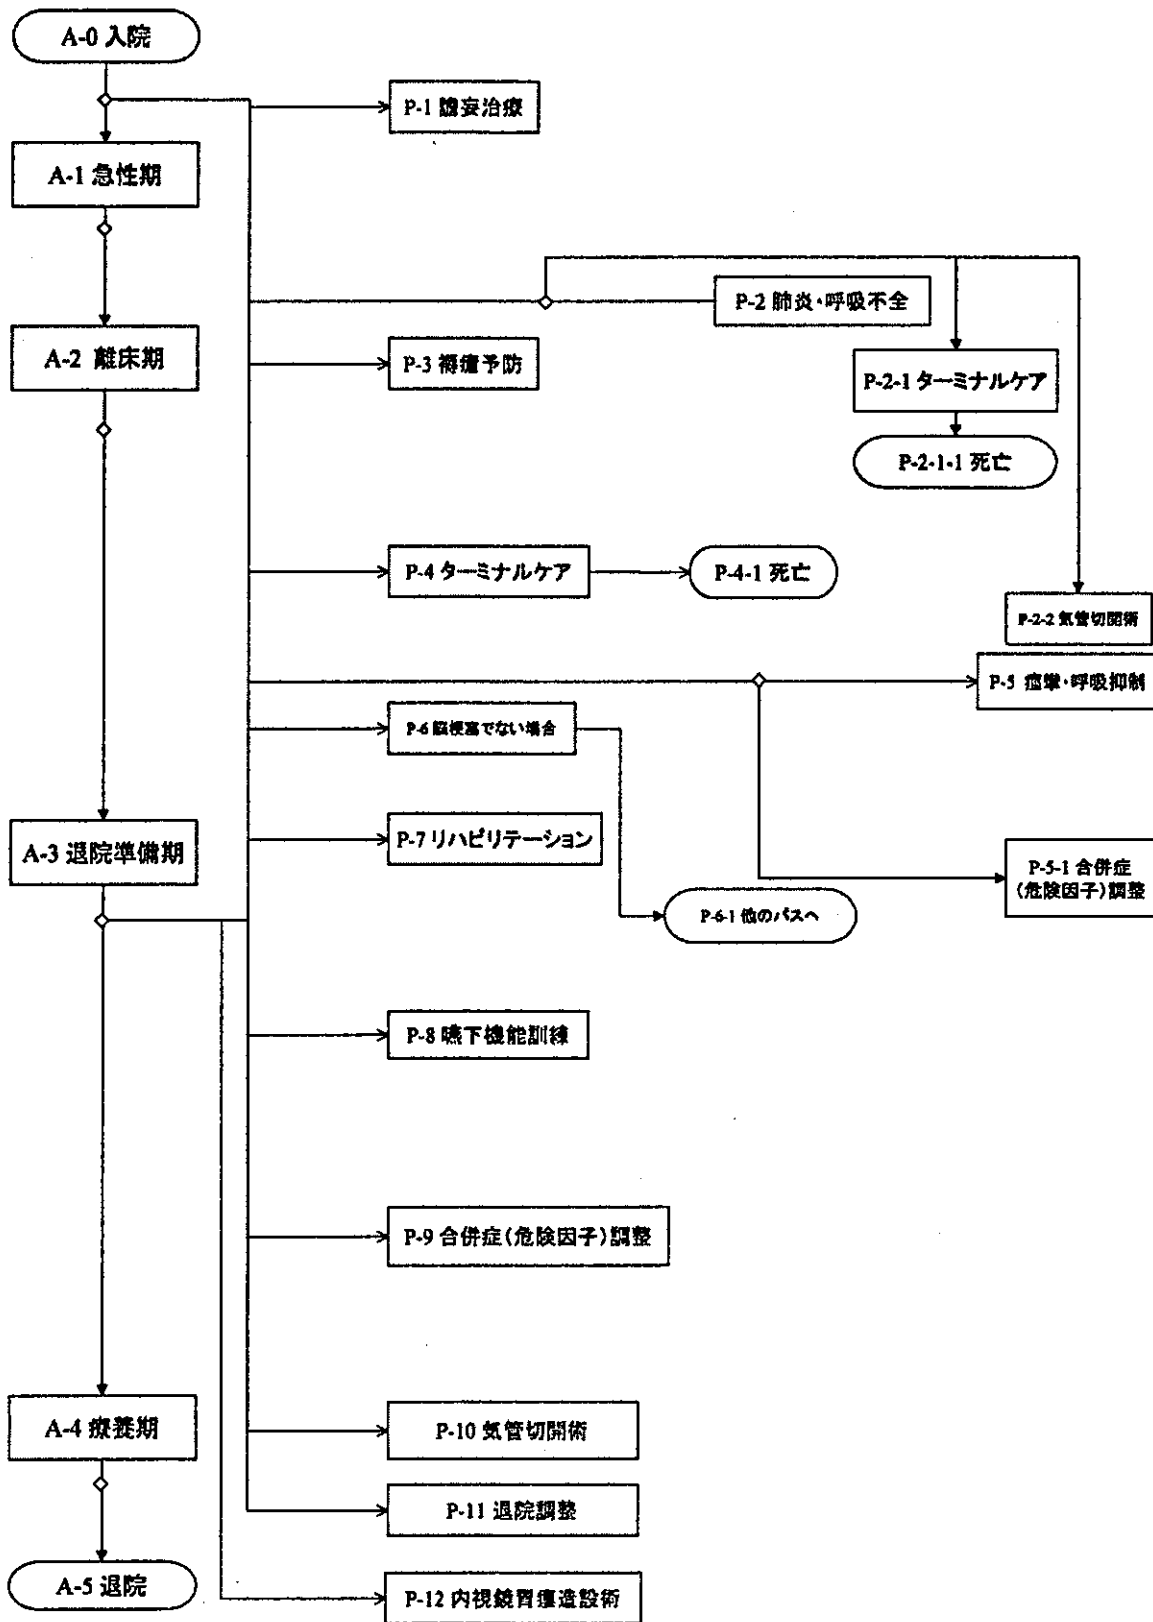 A-0 入院
P-1 譫妄治療
A-1 急性期
P-2 肺炎・呼吸不全
A-2 離床期
P-3 褥瘡予防
P-2-1 ターミナルケア
P-2-1-1 死亡
P-4 ターミナルケア
P-4-1 死亡
P-2-2 気管切開術
P-5 痙攣・呼吸抑制
P-6 脳梗塞でない場合
P-7 リハビリテーション
A-3 退院準備期
P-5-1 合併症
(危険因子)調整
P-6-1 他のパスへ
P-8 嚥下機能訓練
P-9 合併症(危険因子)調整
A-4 療養期
P-10 気管切開術
P-11 退院調整
A-5 退院
P-12 内視鏡胃瘻造設術